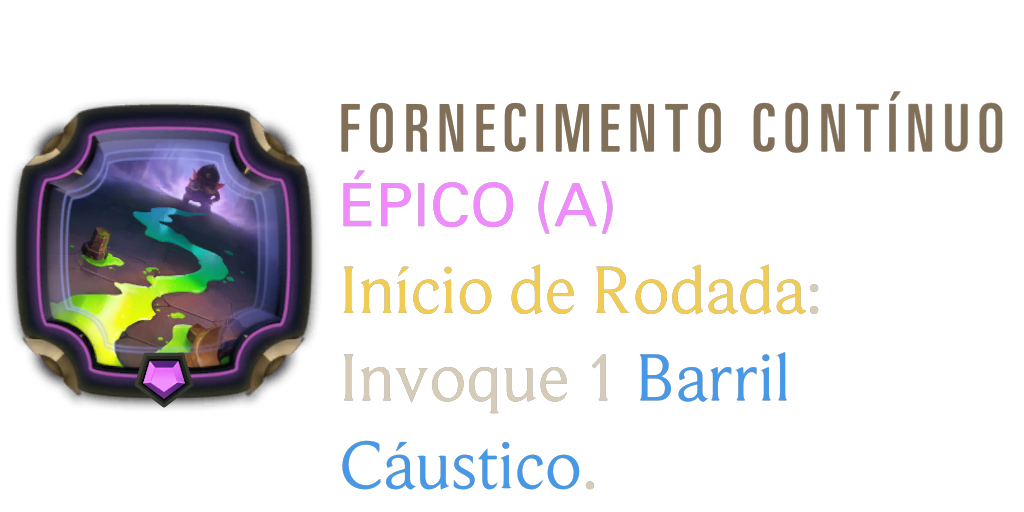 FORNECIMENTO CONTÍNUO
ÉPICO (A)
Início de Rodada:
Invoque 1 Barril
Cáustico.